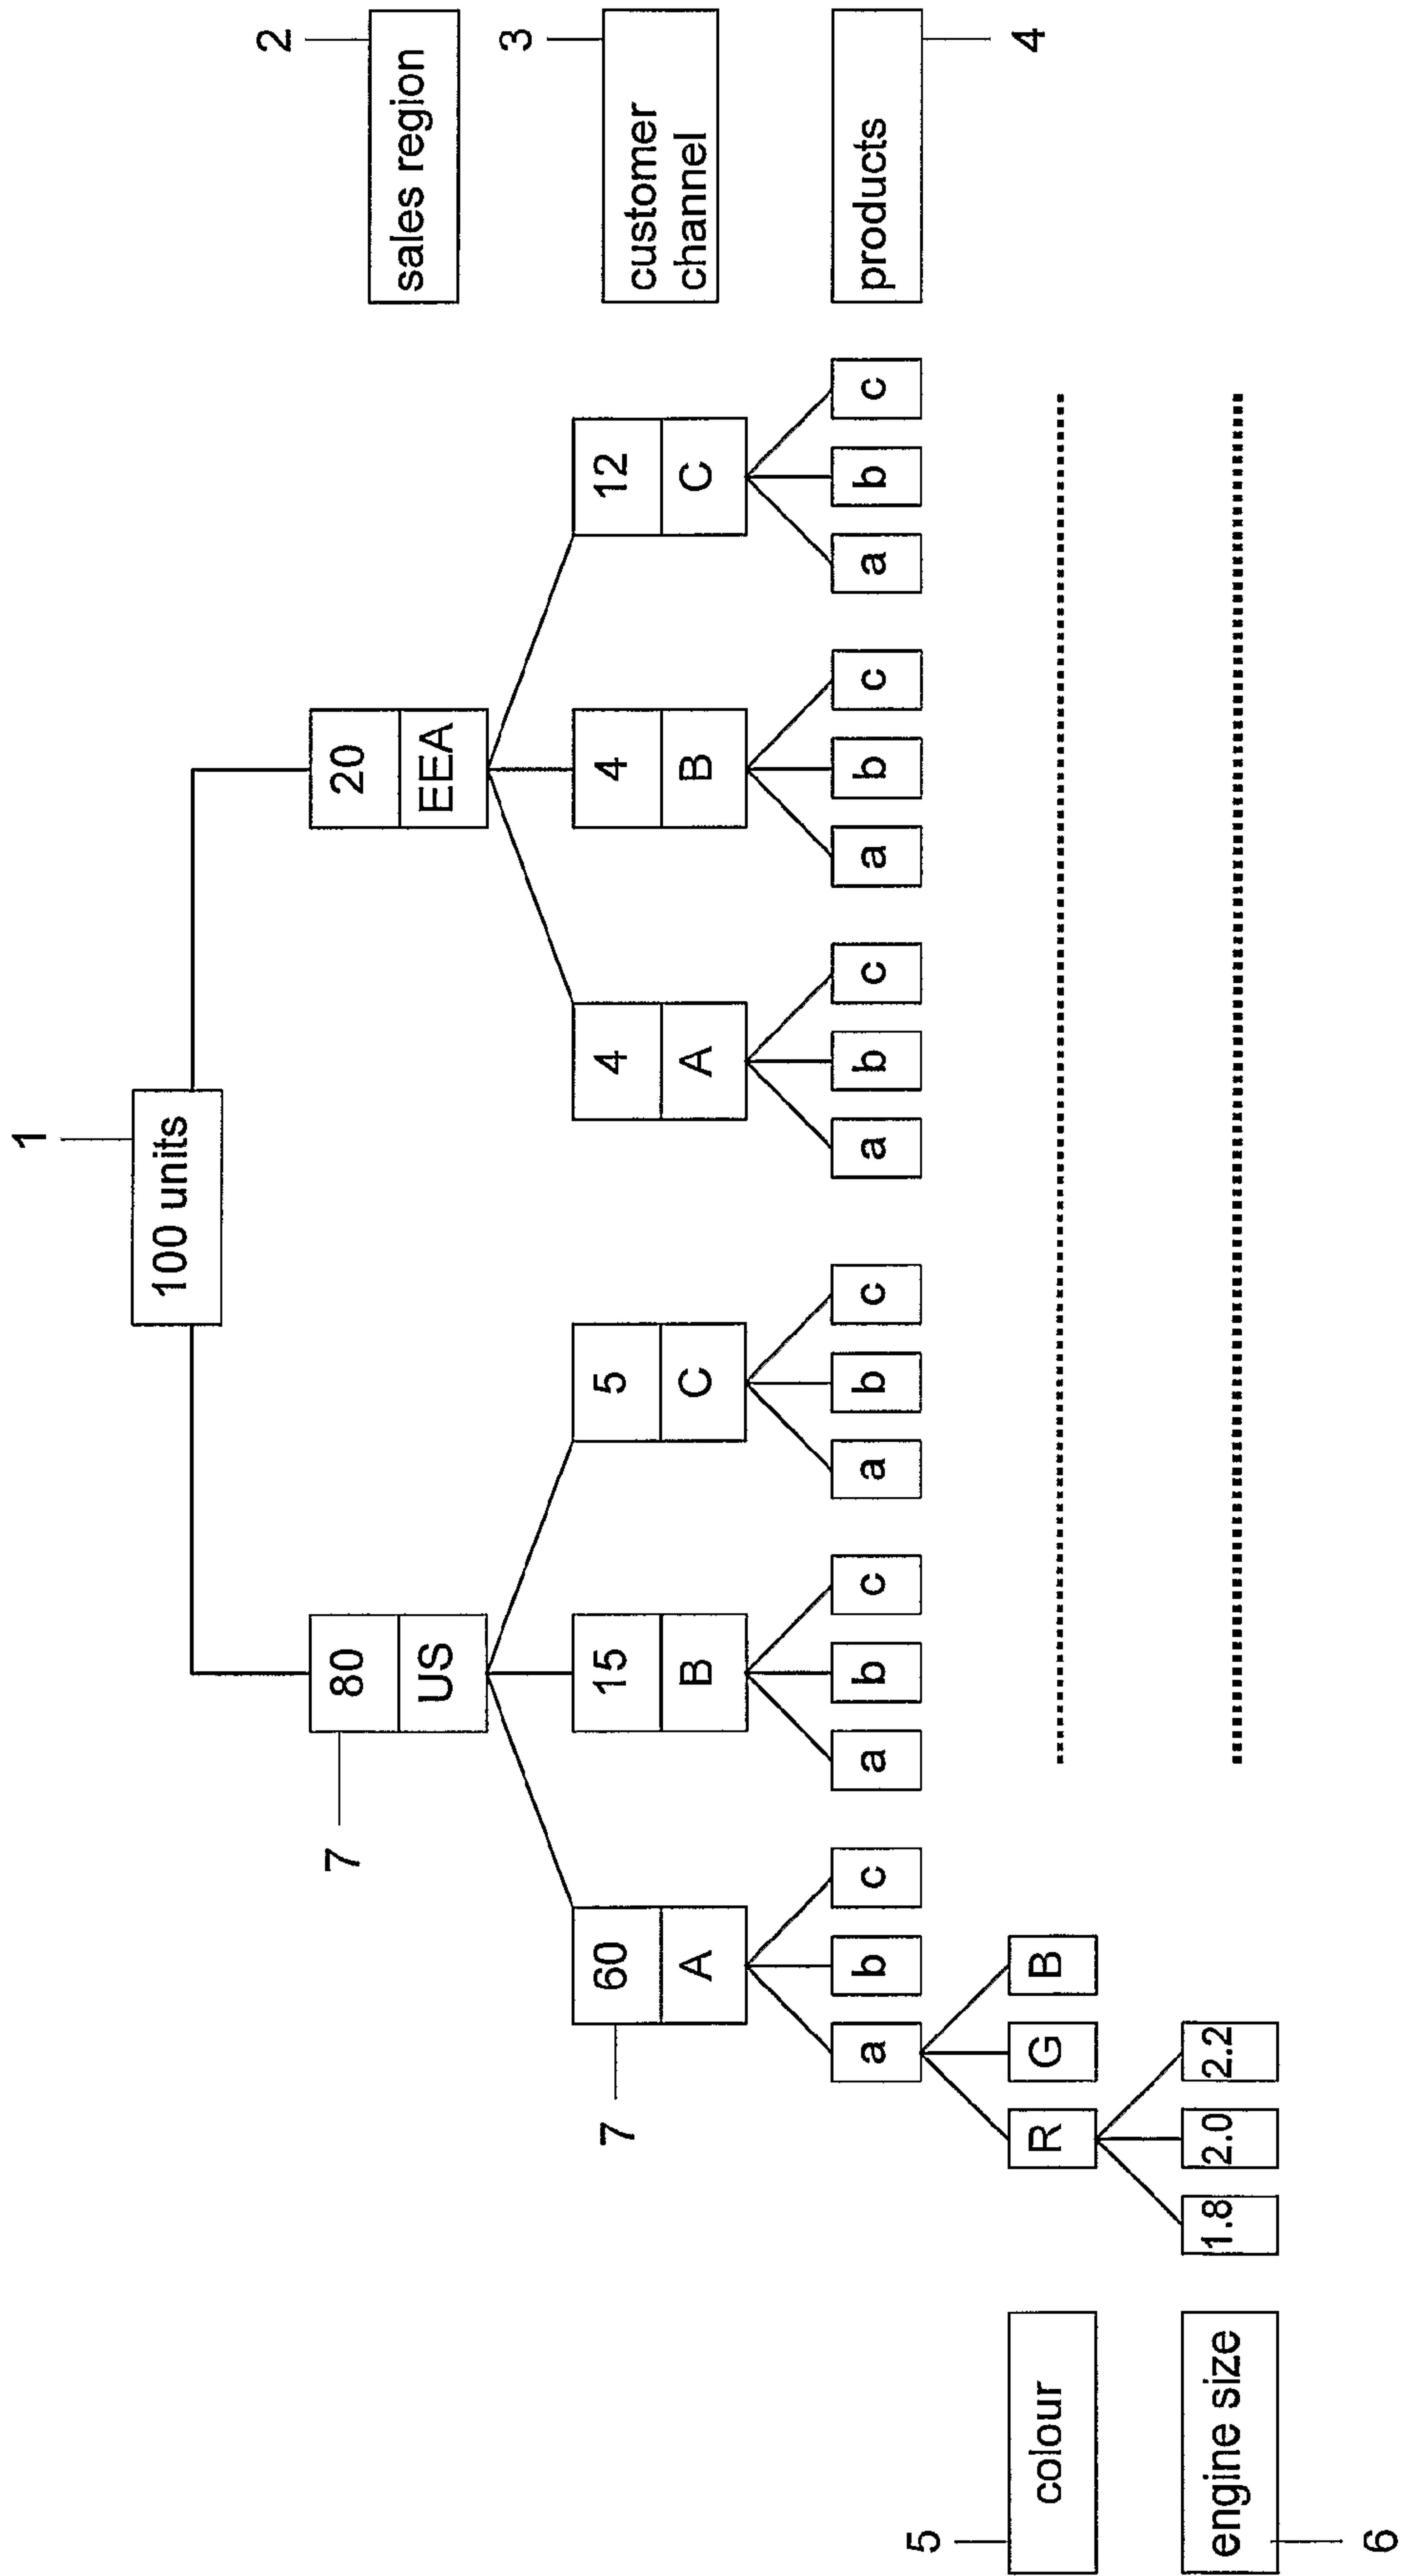 1
100 units
2
sales region
7
80
US
20
EEA
3
customer
channel
7
60
A
15
B
5
C
4
A
4
B
12
C
4
products
a
b
c
a
b
c
a
b
c
a
b
c
a
b
c
a
b
c
5
colour
R
G
B
6
engine size
1.8
2.0
2.2